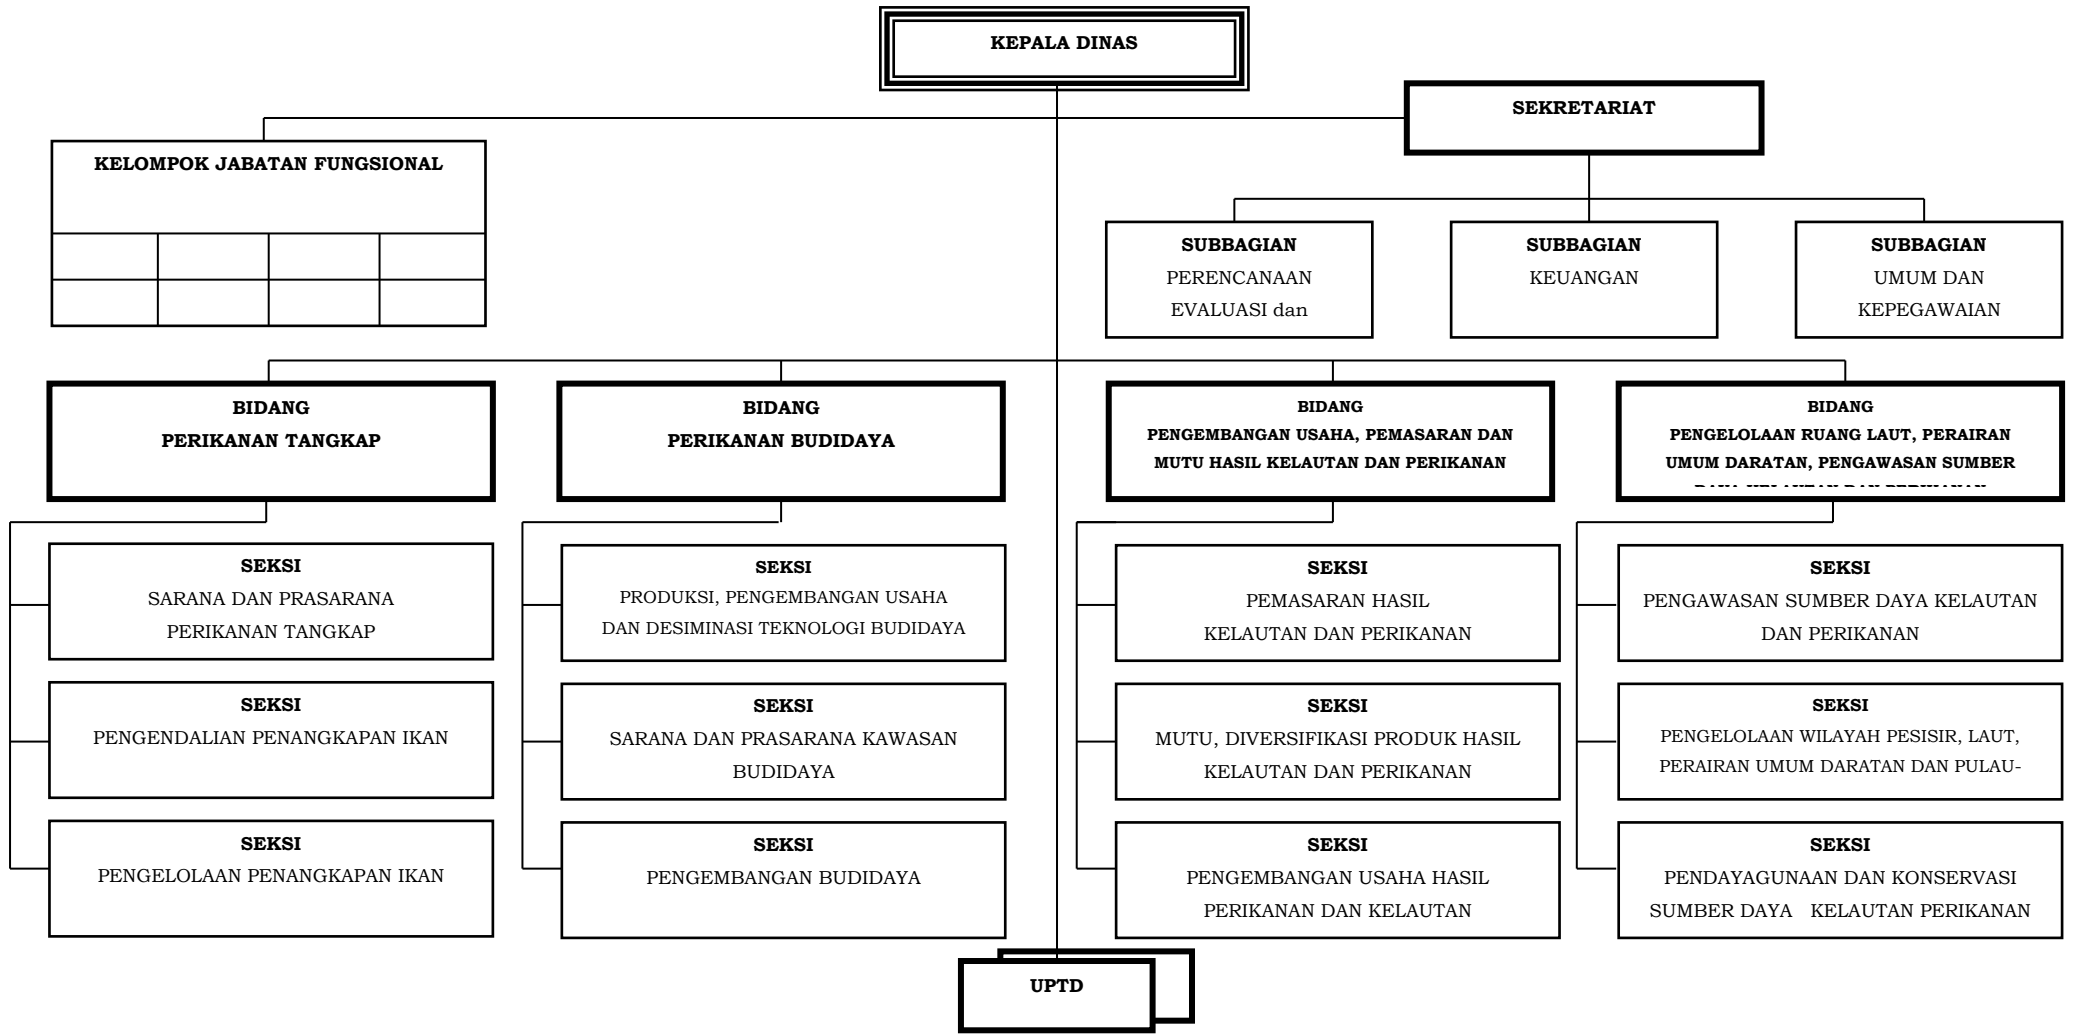 KEPALA DINAS
SEKRETARIAT
KELOMPOK JABATAN FUNGSIONAL
SUBBAGIAN
PERENCANAAN
EVALUASI dan
SUBBAGIAN
KEUANGAN
SUBBAGIAN
UMUM DAN
KEPEGAWAIAN
BIDANG
PERIKANAN TANGKAP
BIDANG
PERIKANAN BUDIDAYA
BIDANG
PENGEMBANGAN USAHA, PEMASARAN DAN
MUTU HASIL KELAUTAN DAN PERIKANAN
BIDANG
PENGELOLAAN RUANG LAUT, PERAIRAN
UMUM DARATAN, PENGAWASAN SUMBER
DAYA KELAUTAN DAN PERIKANAN
SEKSI
SARANA DAN PRASARANA
PERIKANAN TANGKAP
SEKSI
PRODUKSI, PENGEMBANGAN USAHA
DAN DESIMINASI TEKNOLOGI BUDIDAYA
SEKSI
PEMASARAN HASIL
KELAUTAN DAN PERIKANAN
SEKSI
PENGAWASAN SUMBER DAYA KELAUTAN
DAN PERIKANAN
SEKSI
PENGENDALIAN PENANGKAPAN IKAN
SEKSI
SARANA DAN PRASARANA KAWASAN
BUDIDAYA
SEKSI
MUTU, DIVERSIFIKASI PRODUK HASIL
KELAUTAN DAN PERIKANAN
SEKSI
PENGELOLAAN WILAYAH PESISIR, LAUT,
PERAIRAN UMUM DARATAN DAN PULAU-
SEKSI
PENGELOLAAN PENANGKAPAN IKAN
SEKSI
PENGEMBANGAN BUDIDAYA
SEKSI
PENGEMBANGAN USAHA HASIL
PERIKANAN DAN KELAUTAN
SEKSI
PENDAYAGUNAAN DAN KONSERVASI
SUMBER DAYA KELAUTAN PERIKANAN
UPTD